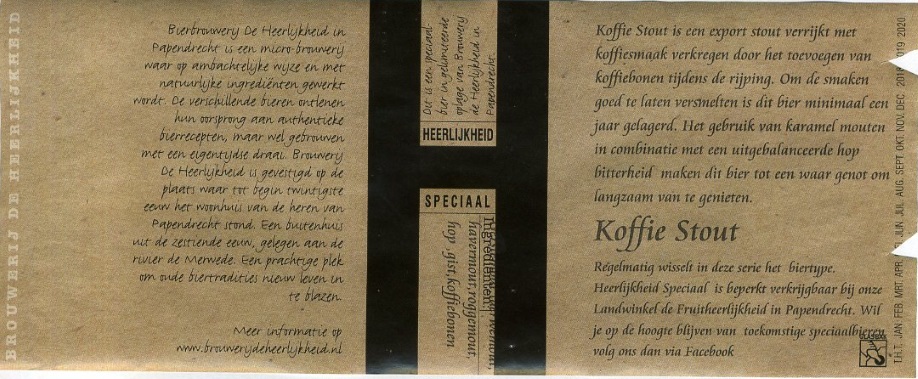 BROUWERIJ DE HEERLIJKHEID
Bierbrouwery De Heerlijkheid in
Papendrecht is een micro-brouwery
waar op ambachtelijke wyze en met
natuurlijke ingrediënten gewerkt
wordt. De verschillende bieren ontlenen
hun oorsprong aan authentieke
bierrecepten, maar wel gebrouwen
met een eigentydse draai. Brouwery
De Heerlijkheid is gevestigd op de
plaats waar tot begin twintigste
eeuw het woonhuis van de heren van
Papendrecht stond. Een buitenhuis
uit de zestiende eeuw, gelegen aan de
rivier de Merwede. Een prachtige plek
om oude biertradities nieuw leven in
te blazen.
Meer informatie op
www.brouwerydeheerlykheid.nl
Dit is een speciaal
bier in gelimiteerde
oplage van Brouwery
de Heerlykheid in
Papendrecht.
HEERLIJKHEID
SPECIAAL
Ingredienten:
havermout, roggemout,
hop, gist, koffiebonen
Koffie Stout is een export stout verrijkt met
koffiesmaak verkregen door het toevoegen van
koffiebonen tijdens de rijping. Om de smaken
goed te laten versmelten is dit bier minimaal een
jaar gelagerd. Het gebruik van karamel mouten
in combinatie met een uitgebalanceerde hop
bitterheid maken dit bier tot een waar genot om
langzaam van te genieten.
Koffie Stout
Regelmatig wisselt in deze serie het biertype.
Heerlijkheid Speciaal is beperkt verkrijgbaar bij onze
Landwinkel de Fruitheerlijkheid in Papendrecht. Wil
je op de hoogte blijven van toekomstige speciaalbieren
volg ons dan via Facebook
T.H.T. JAN. FEB. MRT. APR JUN. JUL. AUG. SEPT. OKT. NOV. DEC. 2019 2020